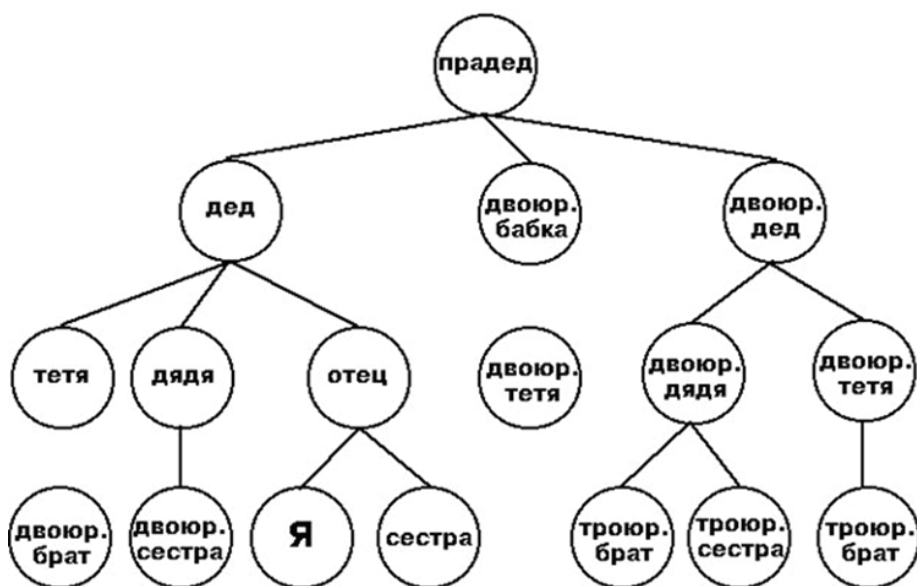 прадед
дед
двоюр.
бабка
двоюр.
дед
тетя
дядя
отец
двоюр.
тетя
двоюр.
дядя
двоюр.
тетя
двоюр.
брат
двоюр.
сестра
Я
сестра
троюр.
брат
троюр.
сестра
троюр.
брат